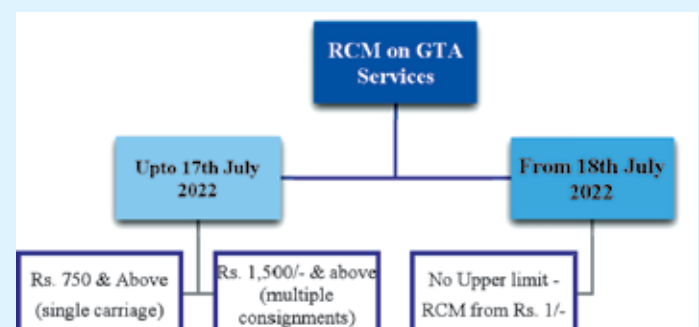 RCM on GTA
Services
Upto 17th July
2022
From 18th July
2022
Rs. 750 & Above
(single carriage)
Rs. 1,500/- & above
(multiple
consignments)
No Upper limit -
RCM from Rs. 1/-